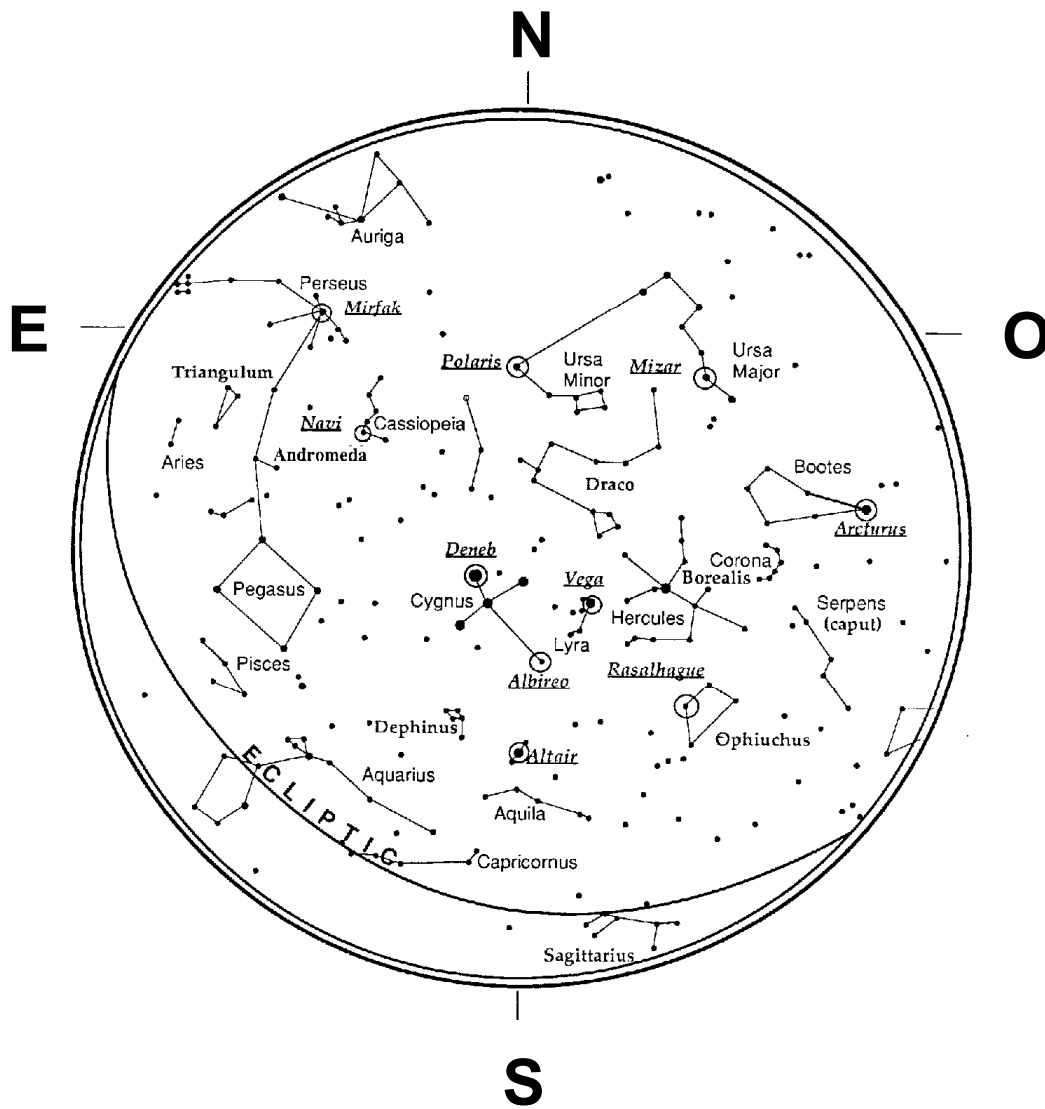 N
Auriga
Perseus
Mirfak
E
O
Polaris
Ursa
Minor
Mizar
Ursa
Major
Triangulum
Navi
Cassiopeia
Andromeda
Aries
Draco
Bootes
Arcturus
Deneb
Vega
Corona
Borealis
Pegasus
Cygnus
Hercules
Serpens
(caput)
Lyra
Pisces
Albireo
Rasalhague
Dephinus
Altair
Ophiuchus
Aquarius
ECLIPTIC
Aquila
Capricornus
Sagittarius
S